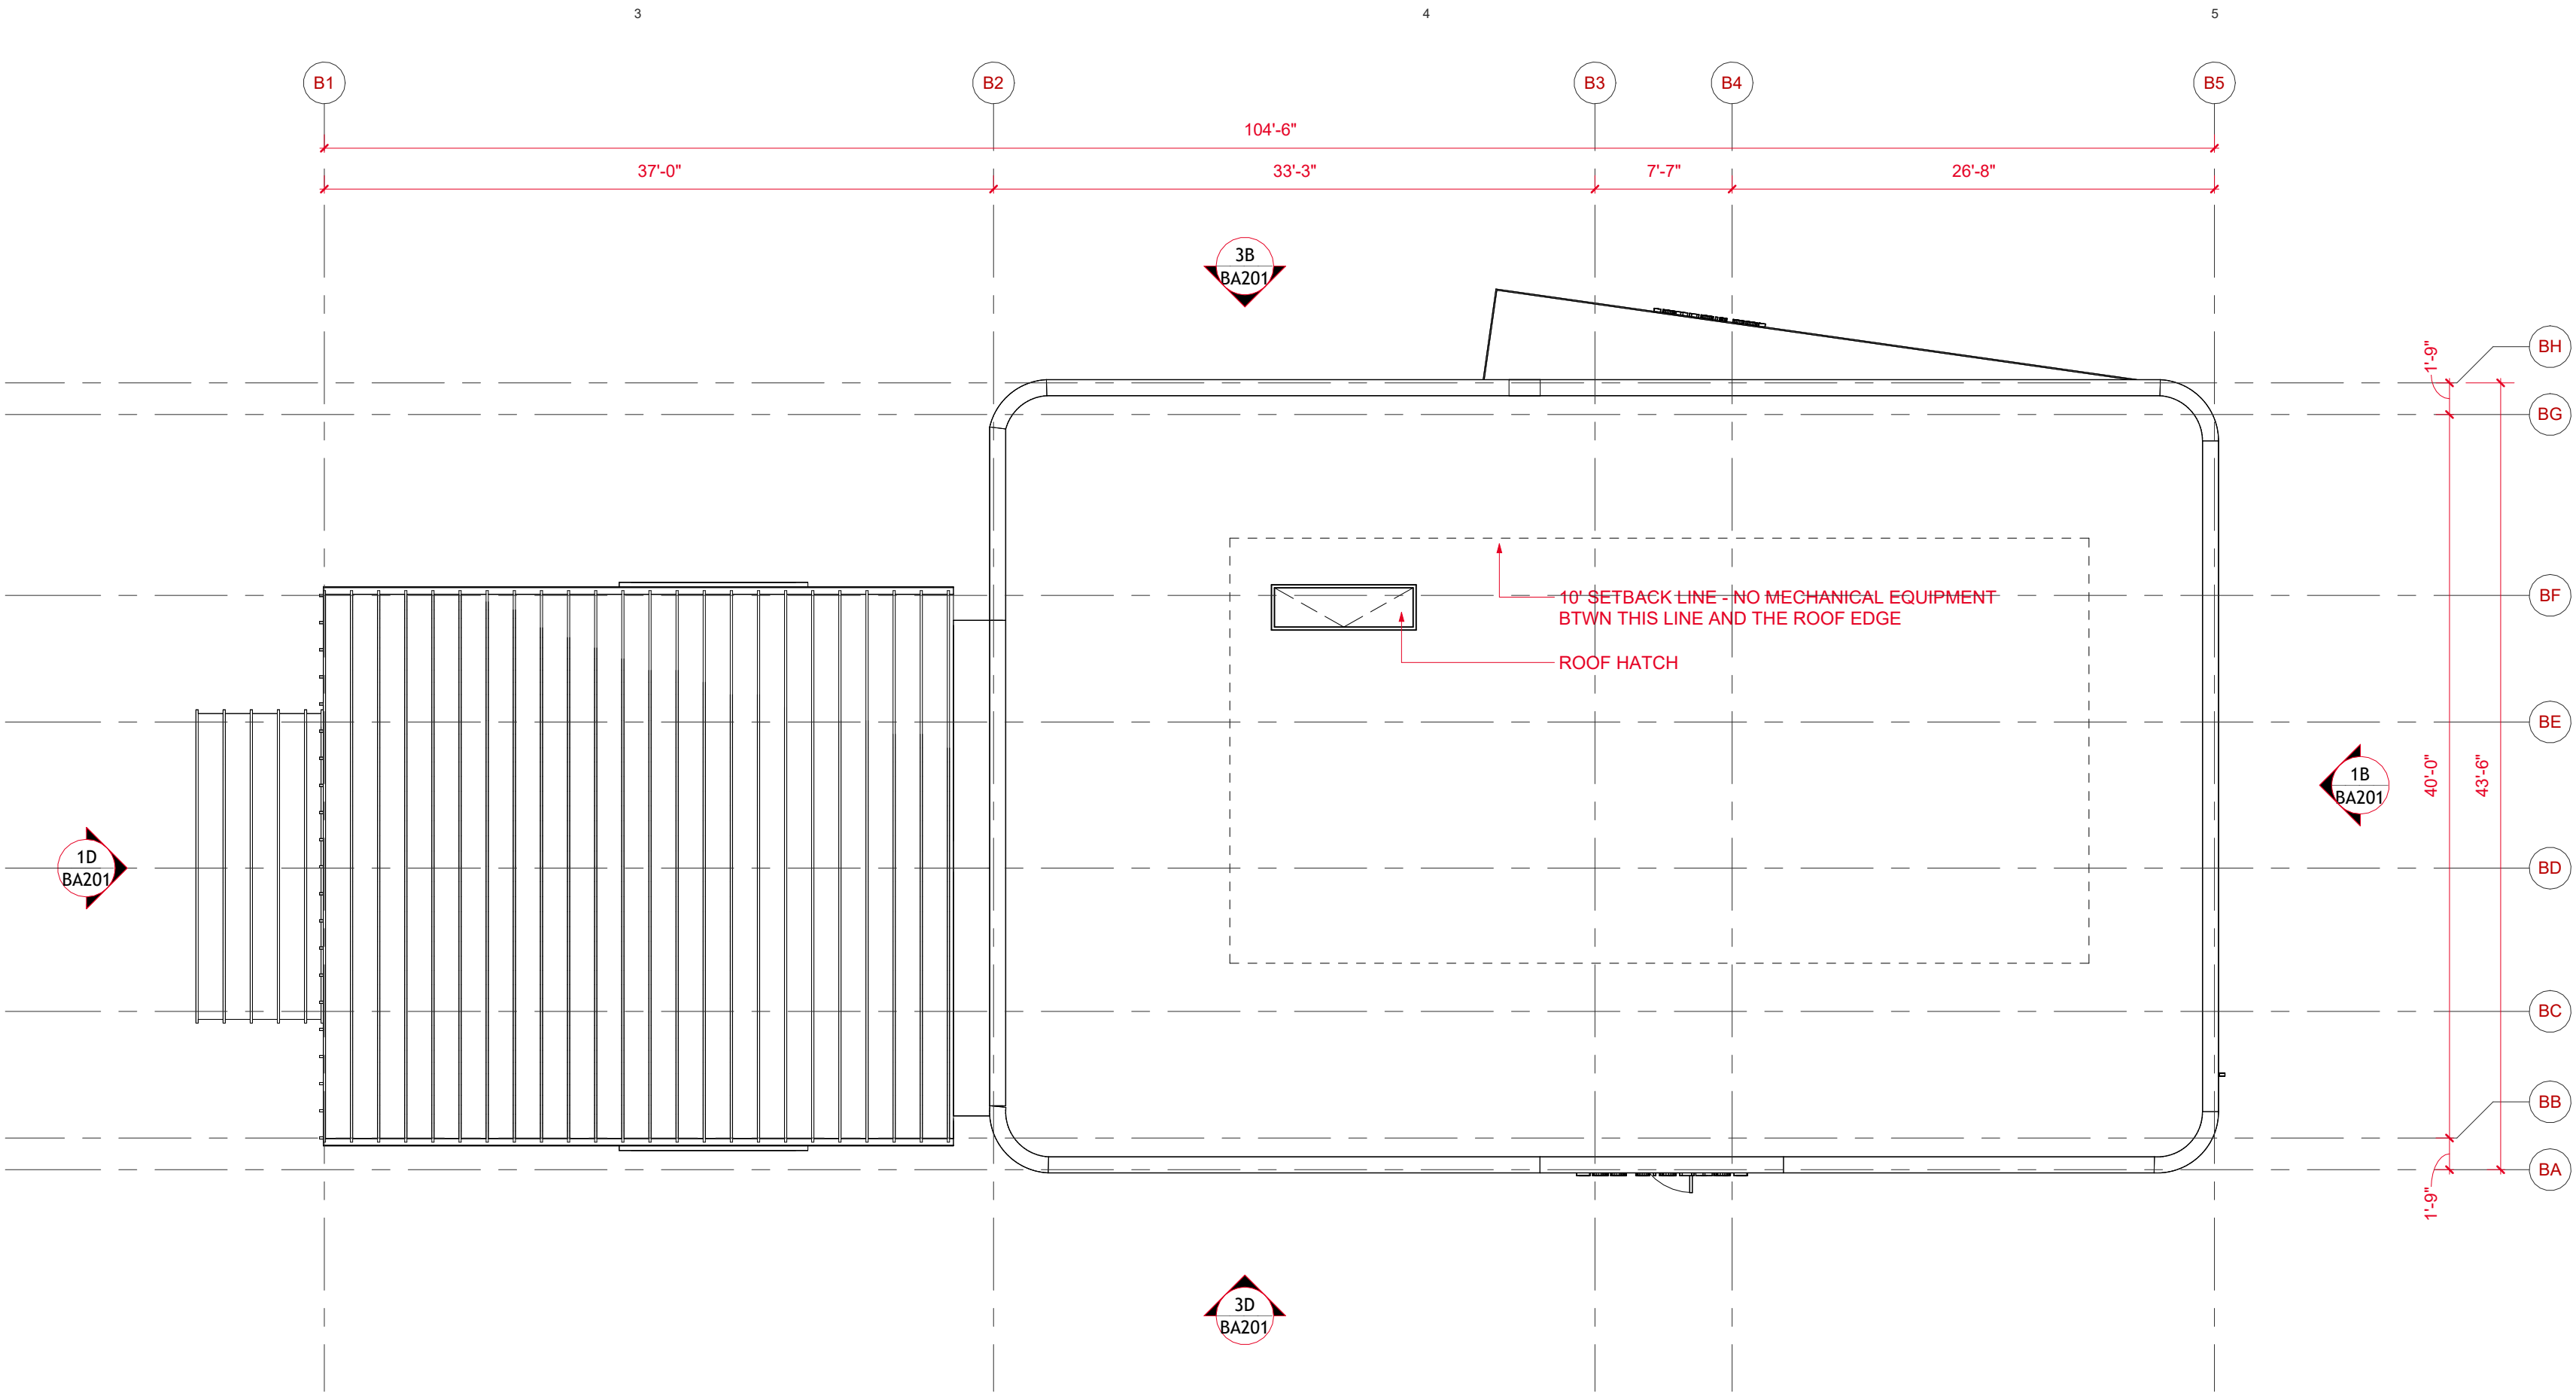 3
4
5
B1
B2
B3
B4
B5
104'-6"
37'-0"
33'-3"
7'-7"
26'-8"
3B
BA201
BH
1'-9"
BG
10' SETBACK LINE - NO MECHANICAL EQUIPMENT
BTWN THIS LINE AND THE ROOF EDGE
BF
ROOF HATCH
BE
1B
BA201
40'-0"
43'-6"
1D
BA201
BD
BC
BB
BA
1'-9"
3D
BA201